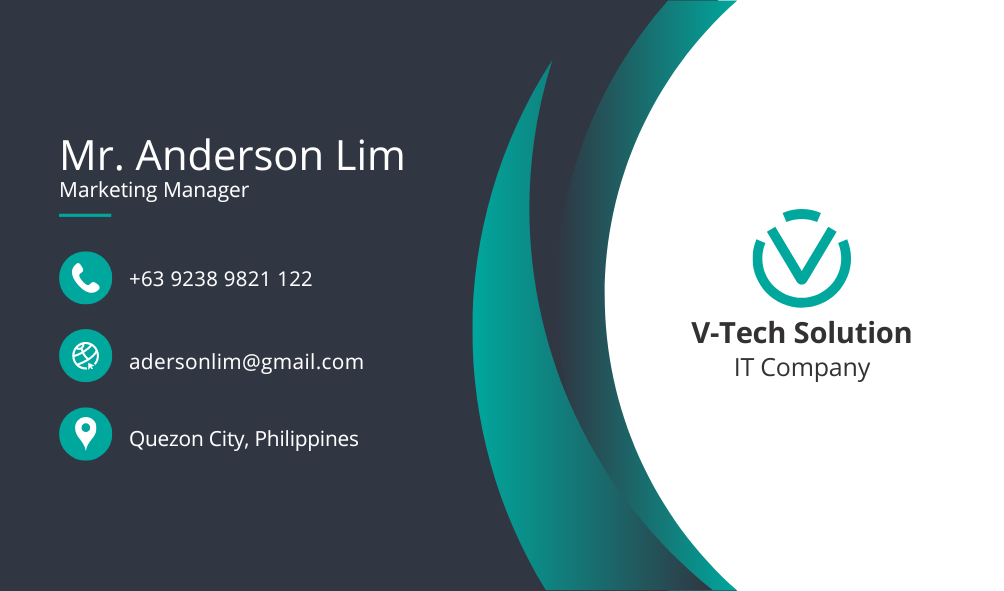 Mr. Anderson Lim
Marketing Manager
+63 9238 9821 122
adersonlim@gmail.com
Quezon City, Philippines
V-Tech Solution
IT Company